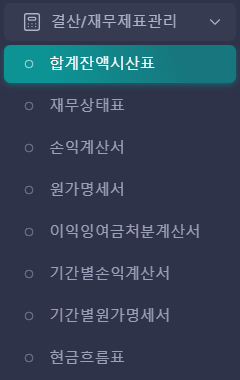 결산/재무제표관리
합계잔액시산표
재무상태표
손익계산서
원가명세서
이익잉여금처분계산서
기간별손익계산서
기간별원가명세서
현금흐름표